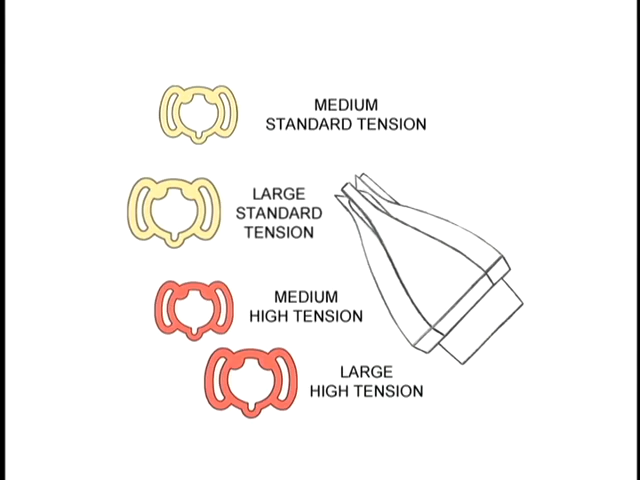 MEDIUM
STANDARD TENSION
LARGE
STANDARD
TENSION
MEDIUM
HIGH TENSION
LARGE
HIGH TENSION